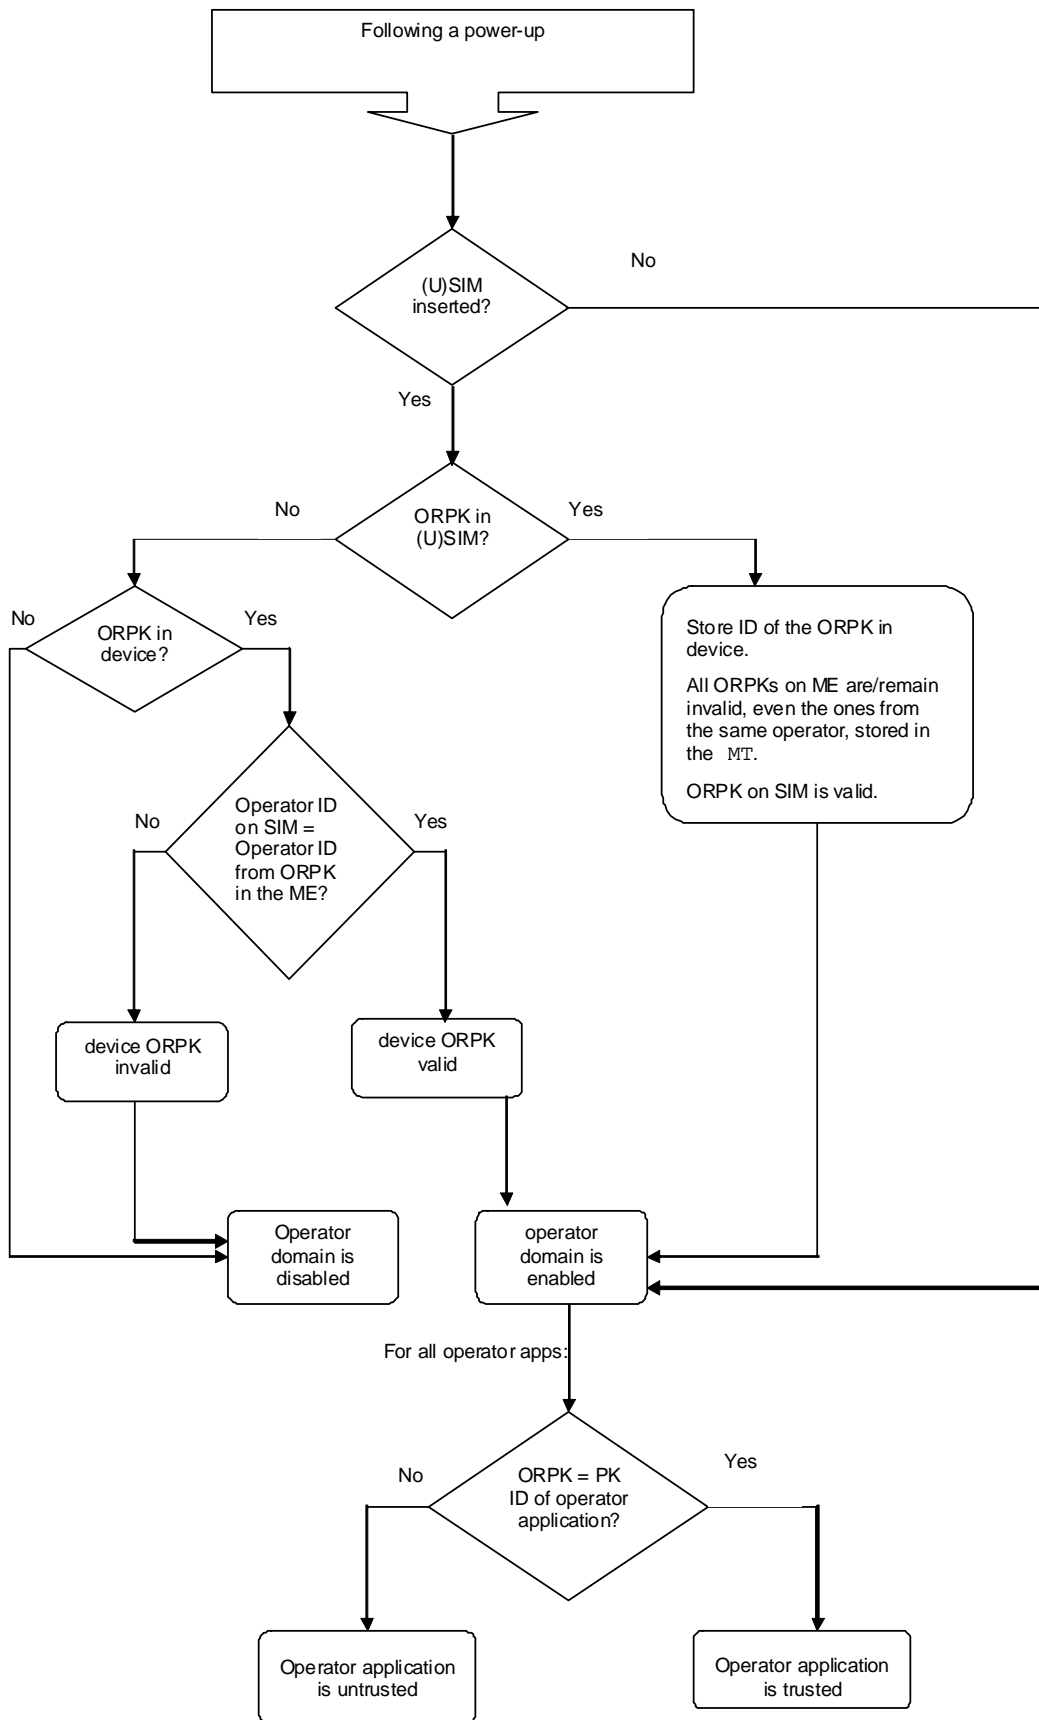 Following a power-up
No
(U)SIM
inserted?
Yes
No
Yes
ORPK in
(U)SIM?
No
Yes
ORPK in
device?
Store ID of the ORPK in
device.
All ORPKs on ME are/remain
invalid, even the ones from
the same operator, stored in
the MT.
ORPK on SIM is valid.
No
Yes
Operator ID
on SIM =
Operator ID
from ORPK
in the ME?
device ORPK
invalid
device ORPK
valid
Operator
domain is
disabled
operator
domain is
enabled
For all operator apps:
No
Yes
ORPK = PK
ID of operator
application?
Operator application
is untrusted
Operator application
is trusted